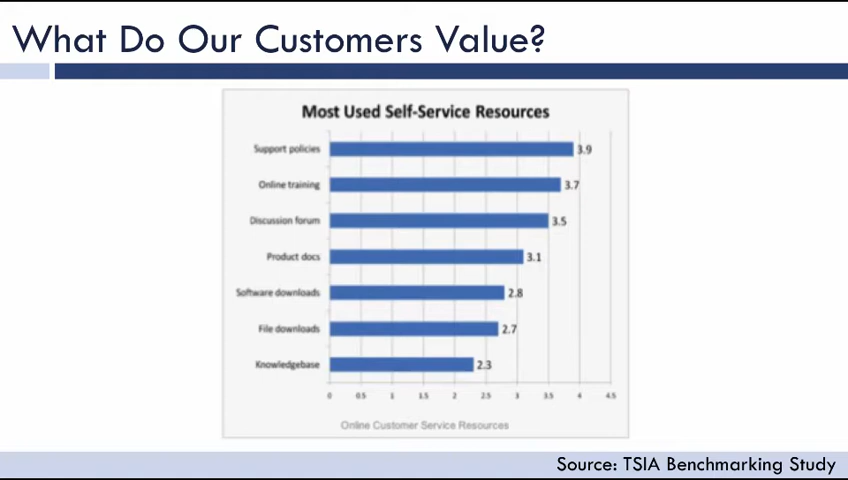 What Do Our Customers Value?
Most Used Self-Service Resources
Support policies 3.9
Online training 3.7
Discussion forum 3.5
Product docs 3.1
Software downloads 2.8
File downloads 2.7
Knowledgebase 2.3
0 0.5 1 1.5 2 2.5 3 3.5 4 4.5
Online Customer Service Resources
Source: TSIA Benchmarking Study